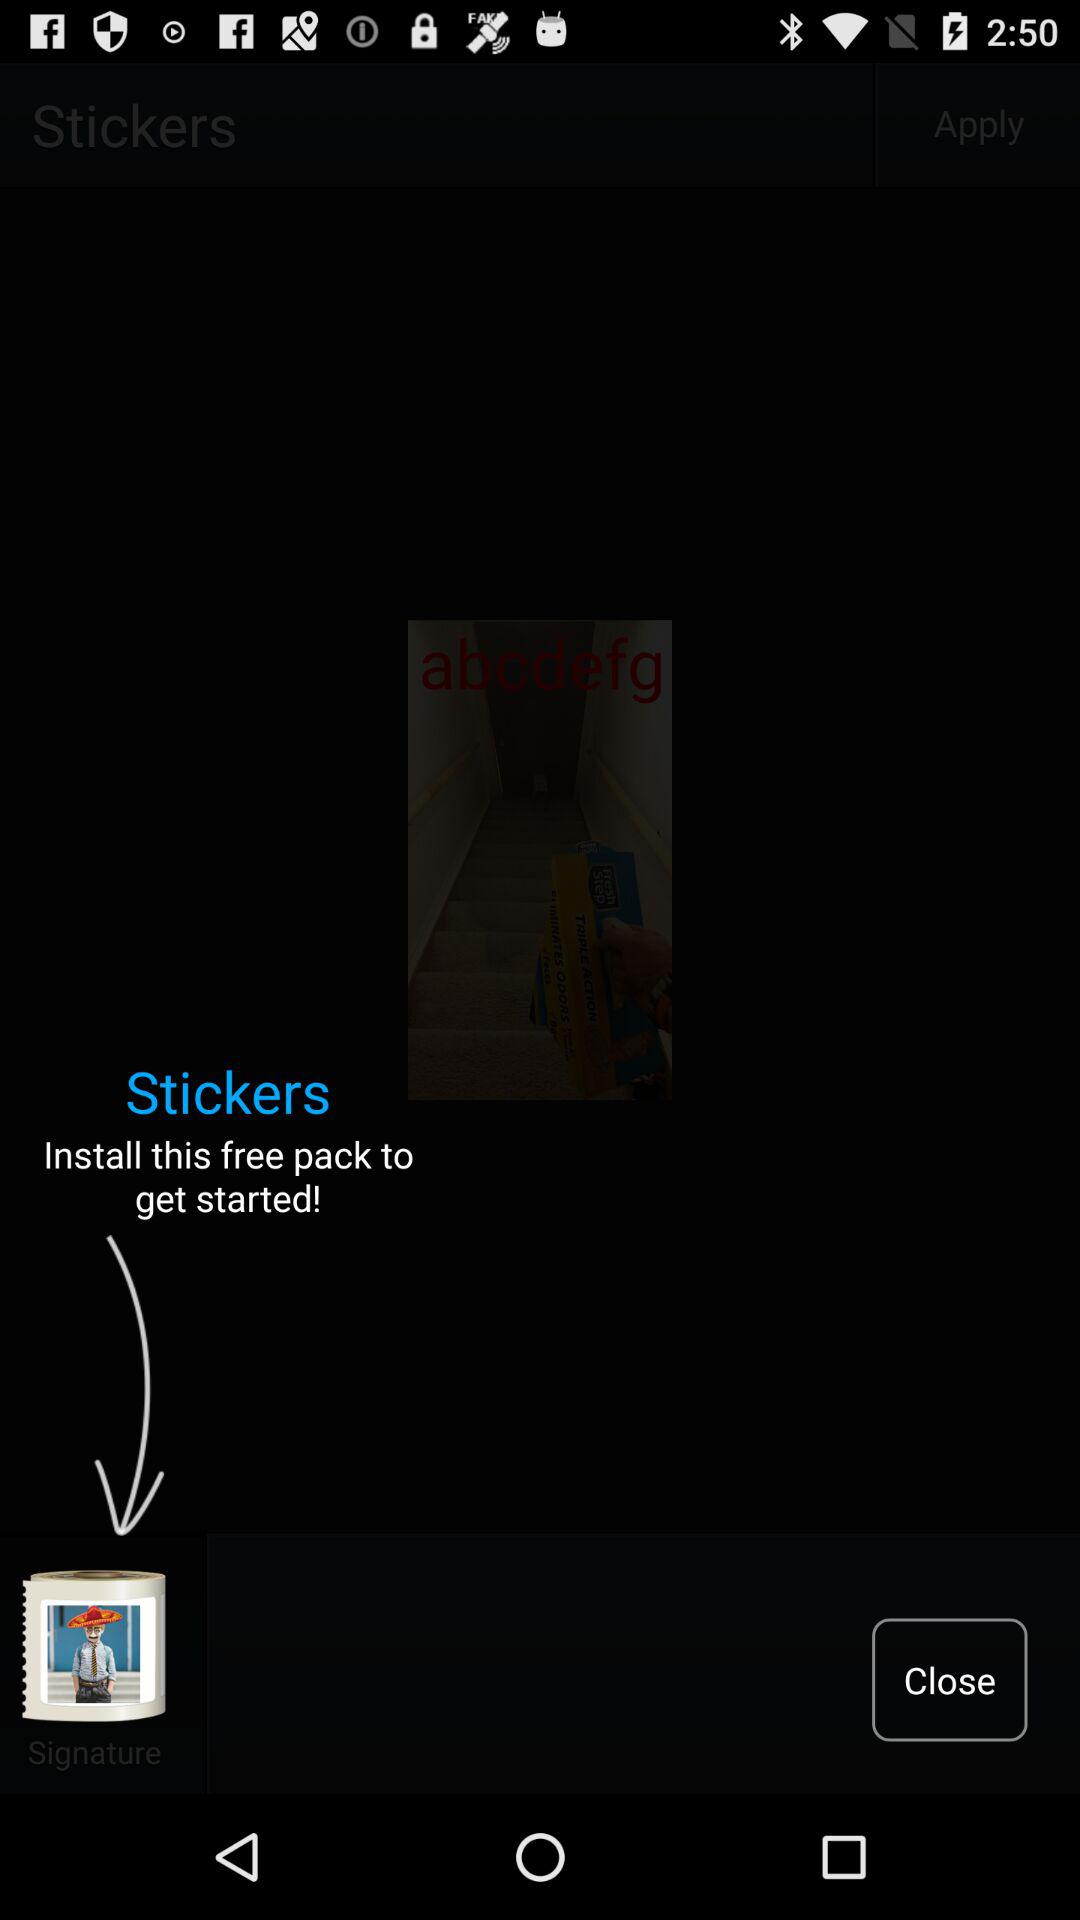 FAKE
2:50
Stickers
Apply
abcdefg
Fresh
Step
TRIPLE ACTION
ELIMINATES ODORS
Stickers
Install this free pack to
get started!
Close
Signature